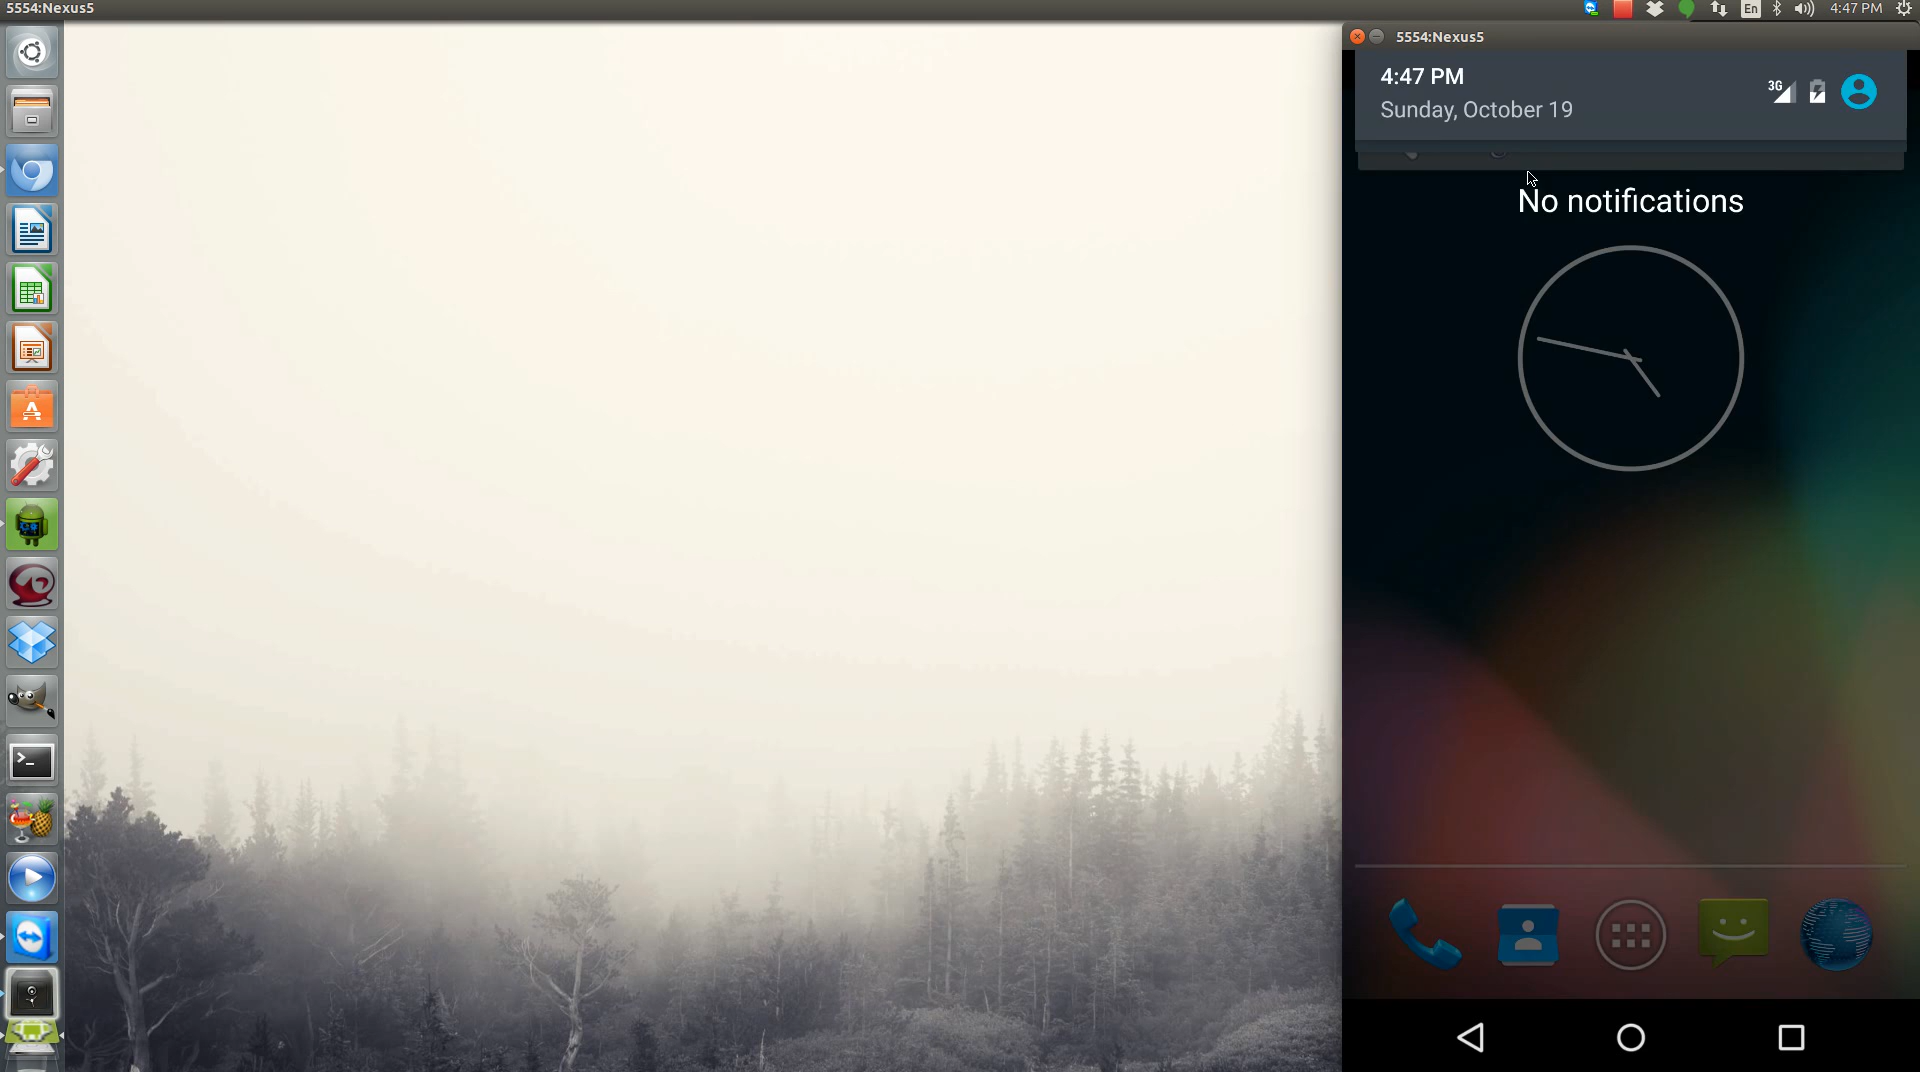 5554:Nexus5
En
4:47 PM
5554:Nexus5
4:47 PM
3G
Sunday, October 19
No notifications